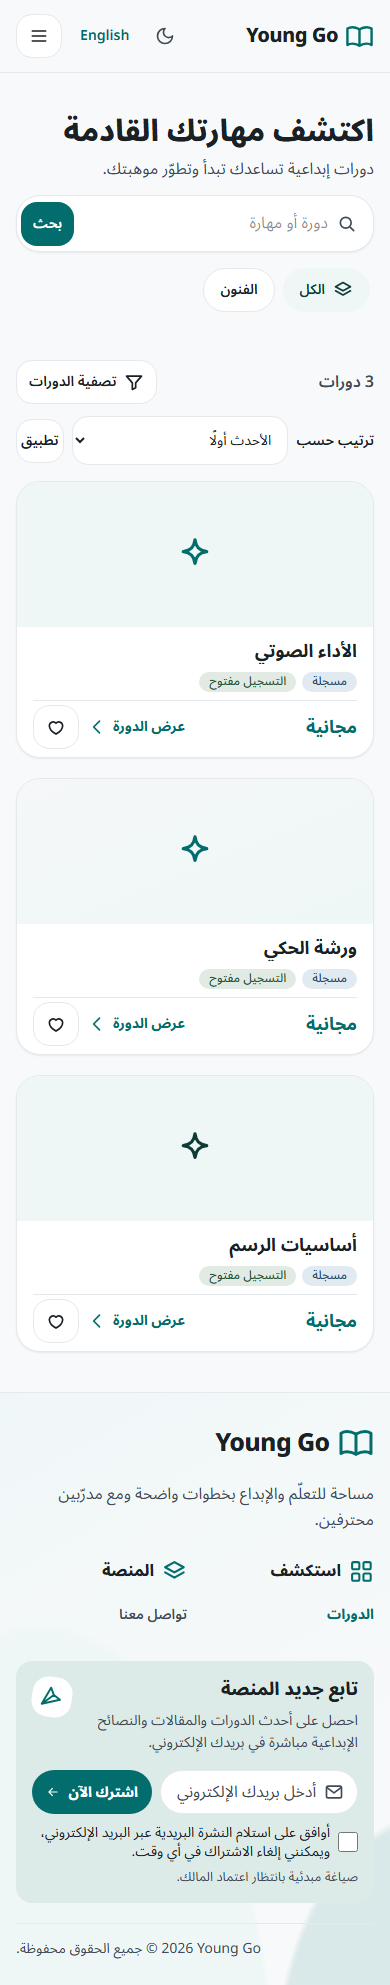 Young Go
English
اكتشف مهارتك القادمة
دورات إبداعية تساعدك تبدأ وتطوّر موهبتك.
دورة أو مهارة
بحث
الكل
الفنون
3 دورات
تصفية الدورات
ترتيب حسب
الأحدث أولًا
تطبيق
الأداء الصوتي
مسجلة
التسجيل مفتوح
مجانية
عرض الدورة
ورشة الحكي
مسجلة
التسجيل مفتوح
مجانية
عرض الدورة
أساسيات الرسم
مسجلة
التسجيل مفتوح
مجانية
عرض الدورة
Young Go
مساحة للتعلّم والإبداع بخطوات واضحة ومع مدرّبين
محترفين.
استكشف
المنصة
الدورات
تواصل معنا
تابع جديد المنصة
احصل على أحدث الدورات والمقالات والنصائح
الإبداعية مباشرة في بريدك الإلكتروني.
أدخل بريدك الإلكتروني
اشترك الآن
أوافق على استلام النشرة البريدية عبر البريد الإلكتروني،
ويمكنني إلغاء الاشتراك في أي وقت.
صياغة مبدئية بانتظار اعتماد المالك.
Young Go 2026 © جميع الحقوق محفوظة.